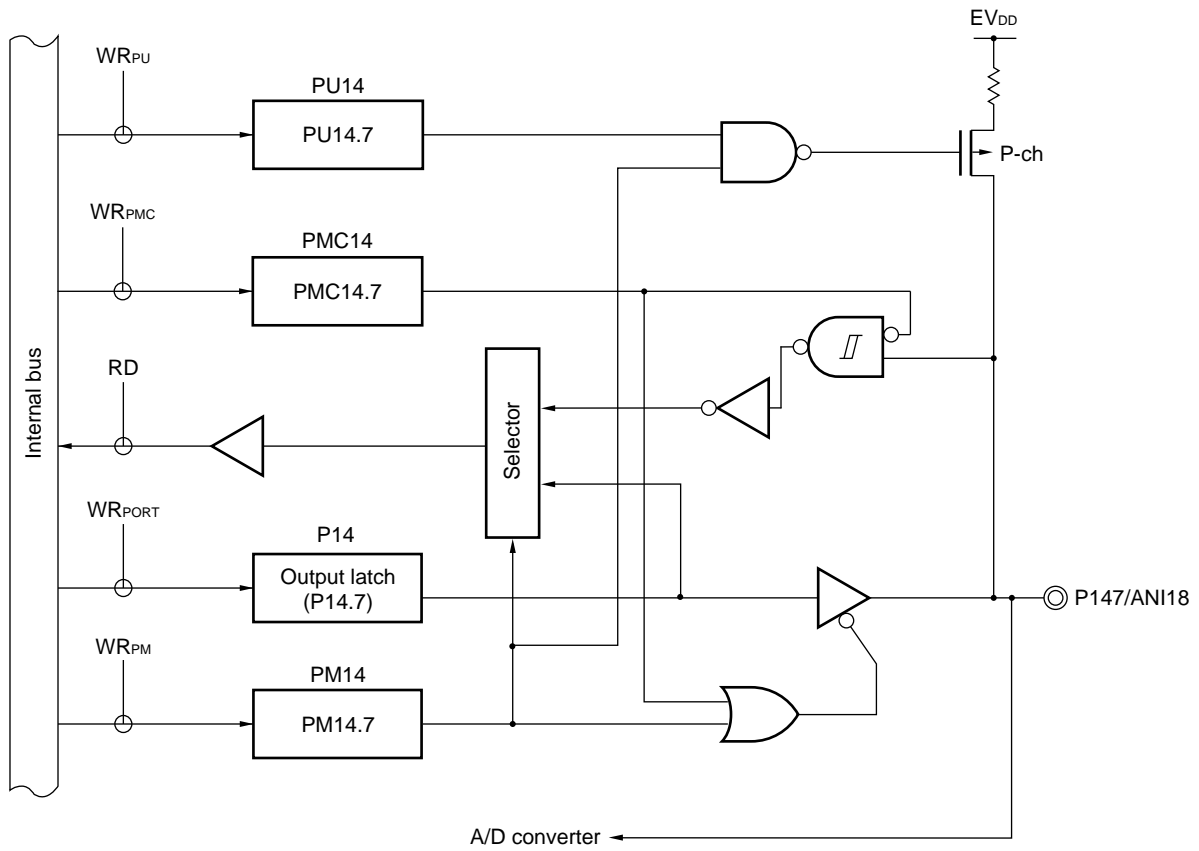 EVDD
WRPU
PU14
PU14.7
P-ch
WRPMC
PMC14
PMC14.7
Internal bus
RD
Selector
WRPORT
P14
Output latch
(P14.7)
P147/ANI18
WRPM
PM14
PM14.7
A/D converter